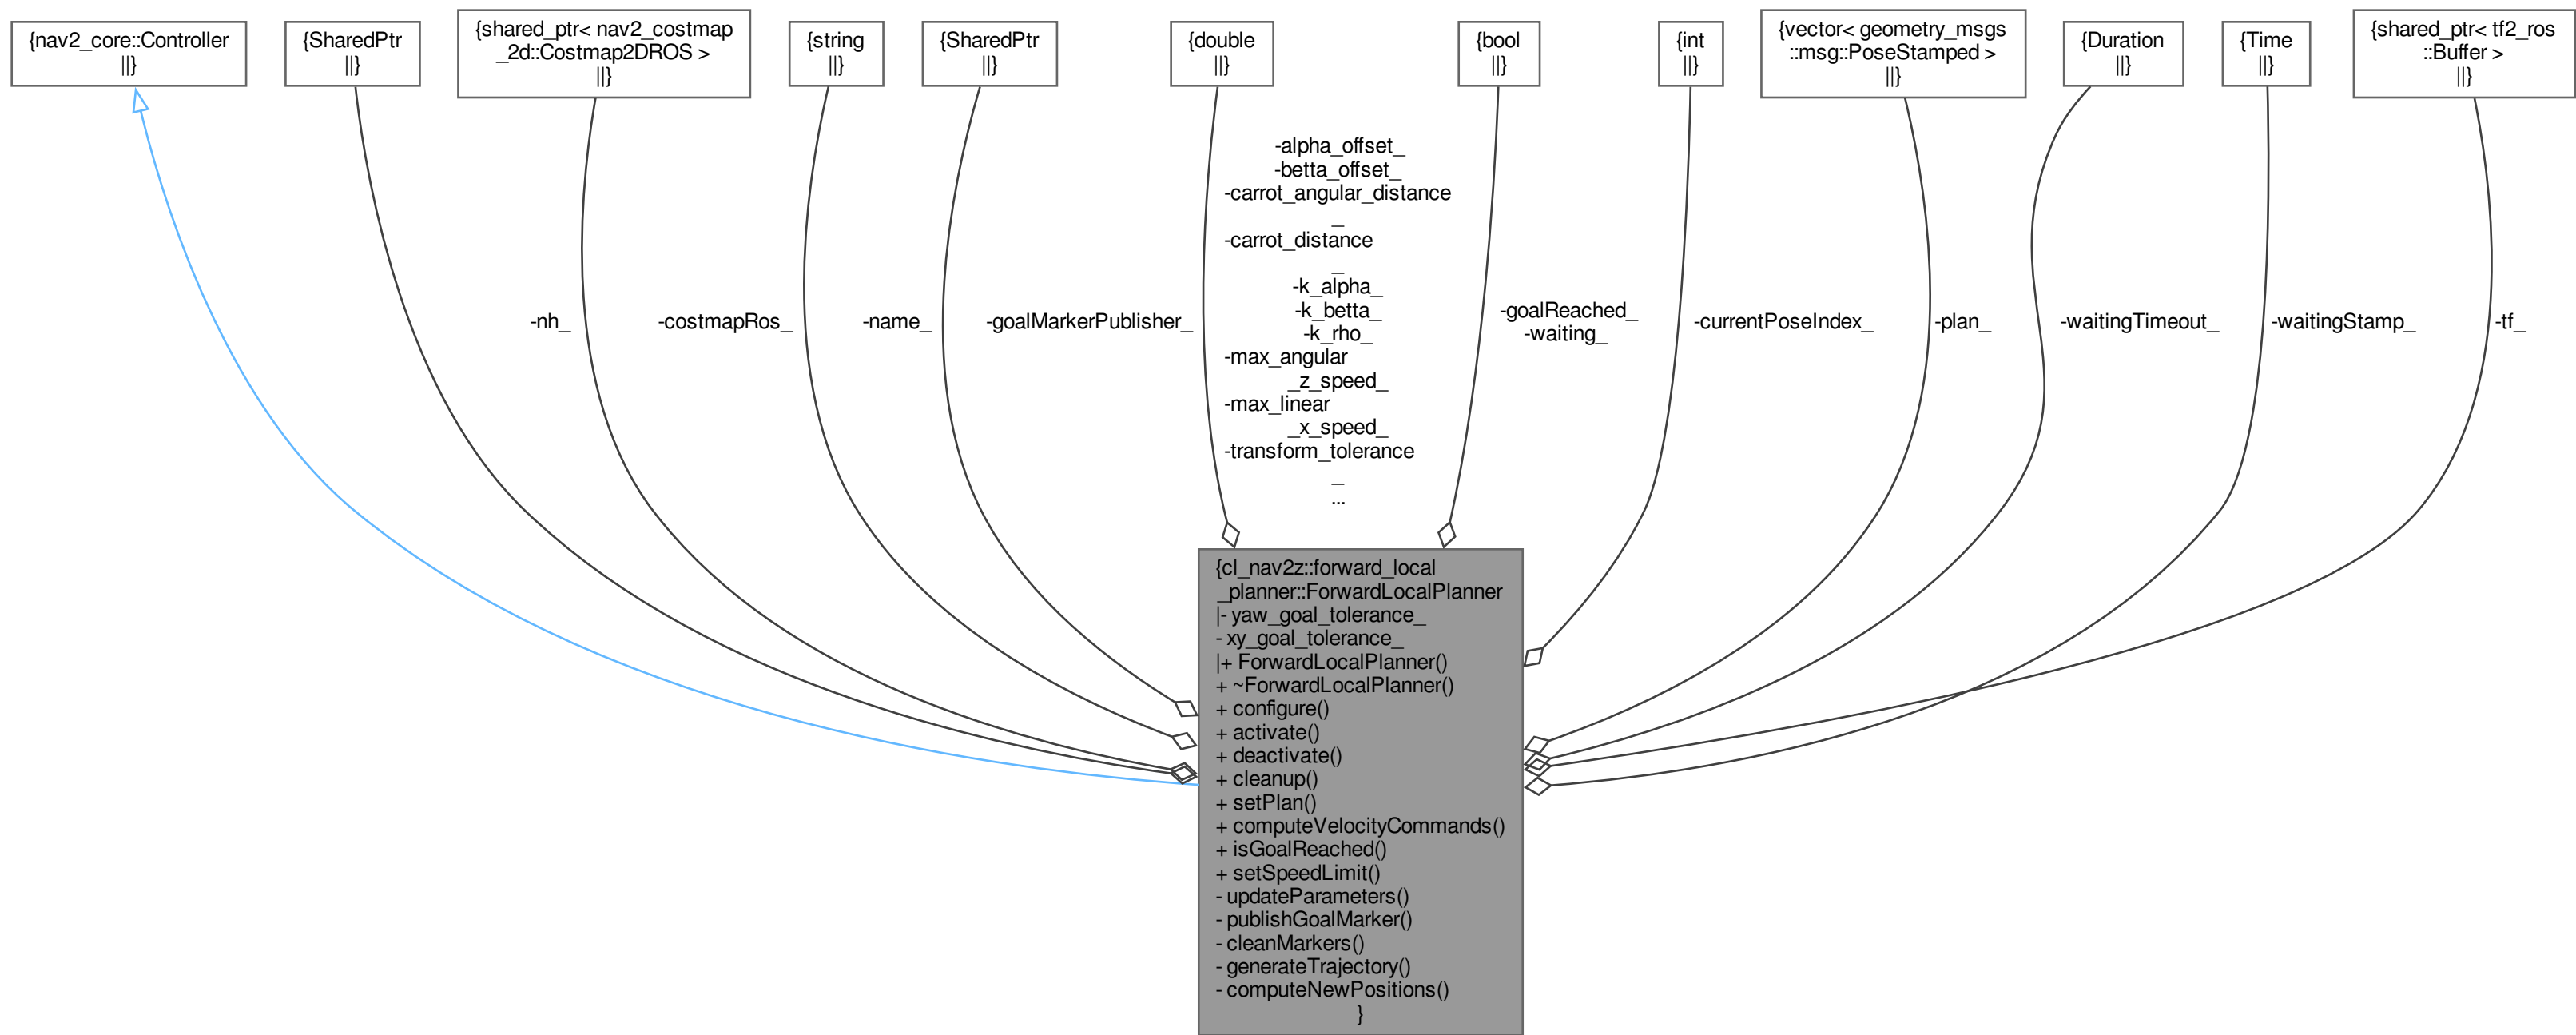 {nav2_core::Controller
||}
{SharedPtr
||}
{shared_ptr< nav2_costmap
_2d::Costmap2DROS >
||}
{string
||}
{SharedPtr
||}
{double
||}
{bool
||}
{int
||}
{vector< geometry_msgs
::msg::PoseStamped >
||}
{Duration
||}
{Time
||}
{shared_ptr< tf2_ros
::Buffer >
||}
-nh_
-costmapRos_
-name_
-goalMarkerPublisher_
-alpha_offset_
-betta_offset_
-carrot_angular_distance
_
-carrot_distance
_
-k_alpha_
-k_betta_
-k_rho_
-max_angular
_z_speed_
-max_linear
_x_speed_
-transform_tolerance
_
...
-goalReached_
-waiting_
-currentPoseIndex_
-plan_
-waitingTimeout_
-waitingStamp_
-tf_
{cl_nav2z::forward_local
_planner::ForwardLocalPlanner
|- yaw_goal_tolerance_
- xy_goal_tolerance_
|+ ForwardLocalPlanner()
+ ~ForwardLocalPlanner()
+ configure()
+ activate()
+ deactivate()
+ cleanup()
+ setPlan()
+ computeVelocityCommands()
+ isGoalReached()
+ setSpeedLimit()
- updateParameters()
- publishGoalMarker()
- cleanMarkers()
- generateTrajectory()
- computeNewPositions()
}